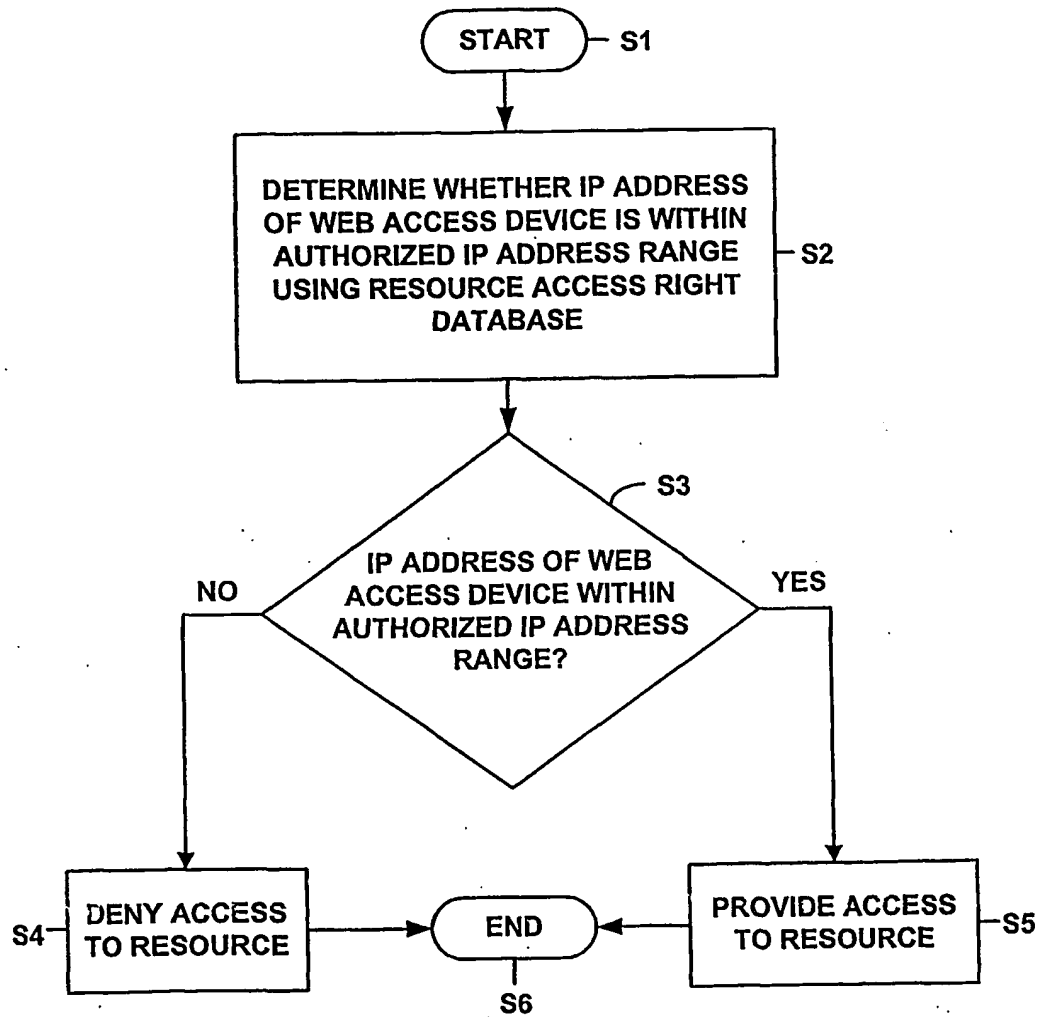 START
S1
DETERMINE WHETHER IP ADDRESS
OF WEB ACCESS DEVICE IS WITHIN
AUTHORIZED IP ADDRESS RANGE
USING RESOURCE ACCESS RIGHT
DATABASE
S2
S3
IP ADDRESS OF WEB
ACCESS DEVICE WITHIN
AUTHORIZED IP ADDRESS
RANGE?
NO
YES
S4
DENY ACCESS
TO RESOURCE
END
S6
PROVIDE ACCESS
TO RESOURCE
S5